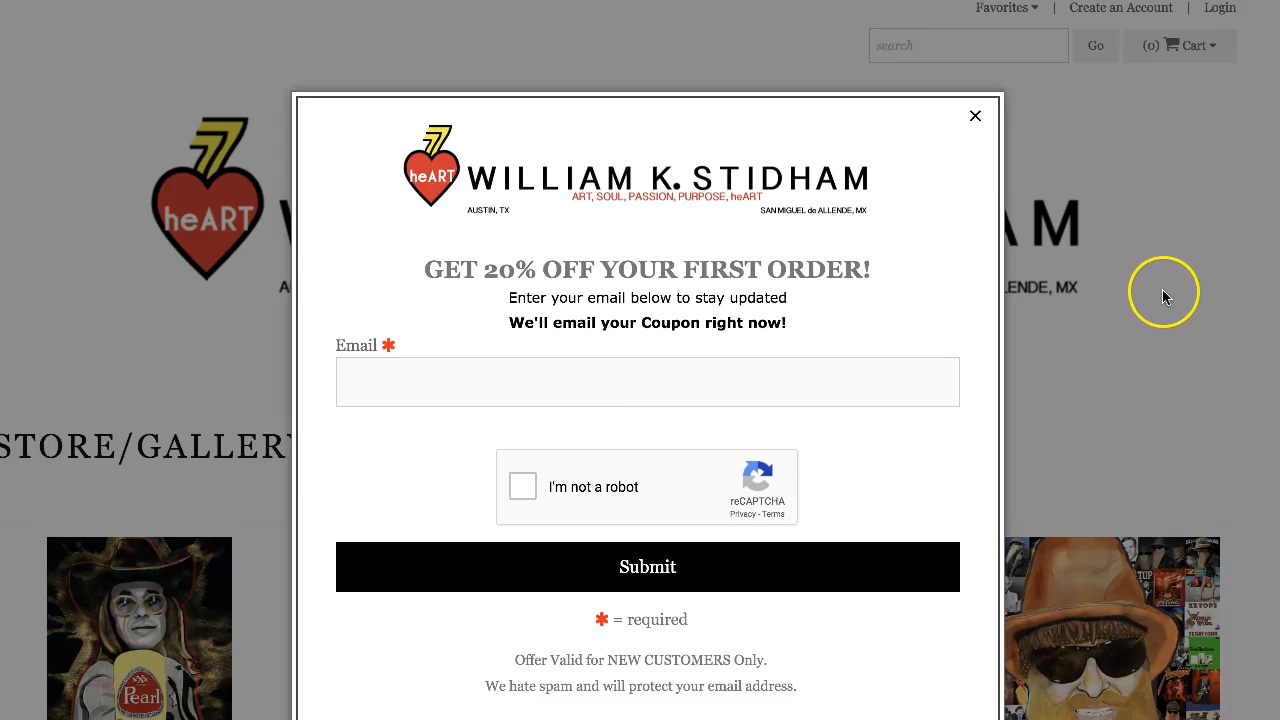 Favorites | Create an Account | Login
search Go (0) Cart
7
heART
AM
LENDE, MX
7
heART WILLIAM K. STIDHAM
ART, SOUL, PASSION, PURPOSE, heART
AUSTIN, TX SAN MIGUEL de ALLENDE, MX
GET 20% OFF YOUR FIRST ORDER!
Enter your email below to stay updated
We'll email your Coupon right now!
Email *
STORE/GALLERY
I'm not a robot
reCAPTCHA
Privacy - Terms
Submit
* = required
Offer Valid for NEW CUSTOMERS Only.
We hate spam and will protect your email address.
XXX
Pearl